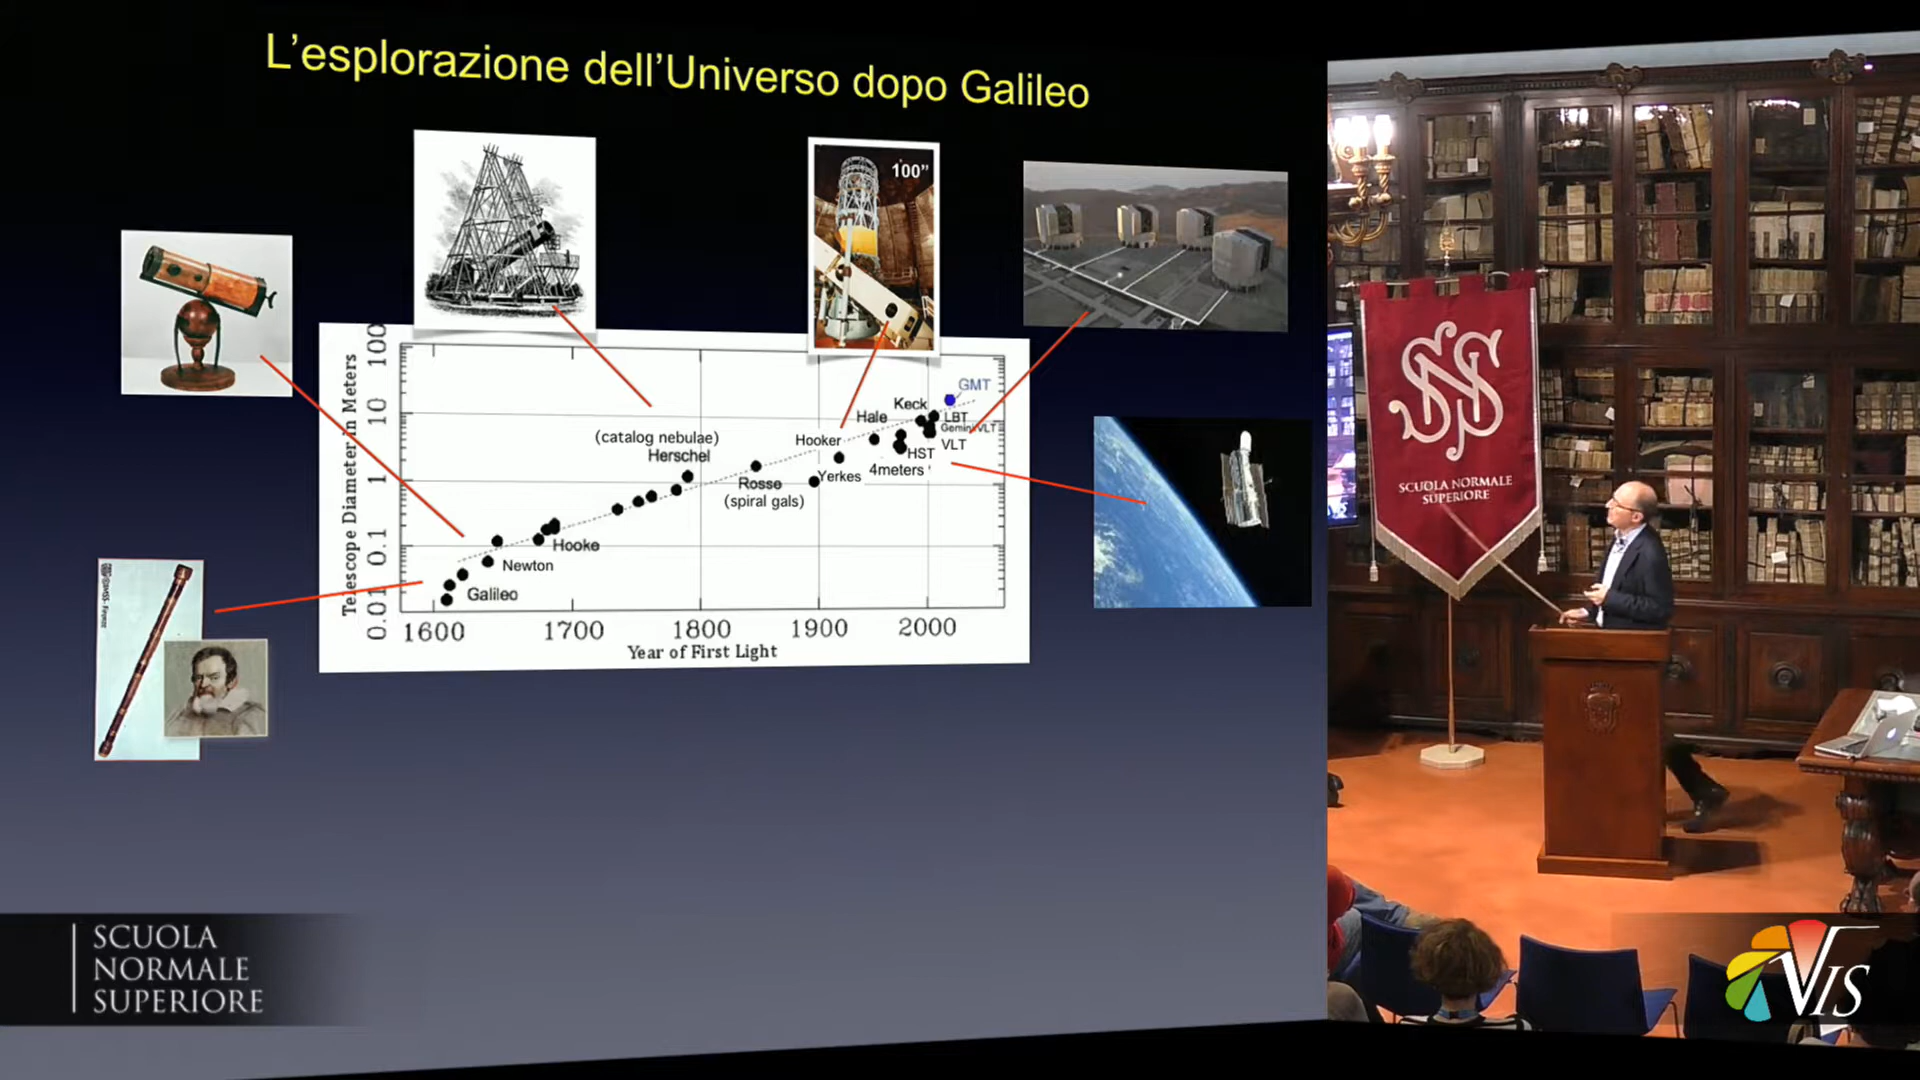 L'esplorazione dell'Universo dopo Galileo
100"
Telescope Diameter in Meters
100
10
1
0.1
0.01
GMT
Keck
LBT
Hale
Gemini
VLT
VLT
Hooker
HST
4meters
Yerkes
(catalog nebulae)
Herschel
Rosse
(spiral gals)
Hooke
Newton
Galileo
1600
1700
1800
1900
2000
Year of First Light
SNS
SCUOLA NORMALE
SUPERIORE
SCUOLA
NORMALE
SUPERIORE
VIS